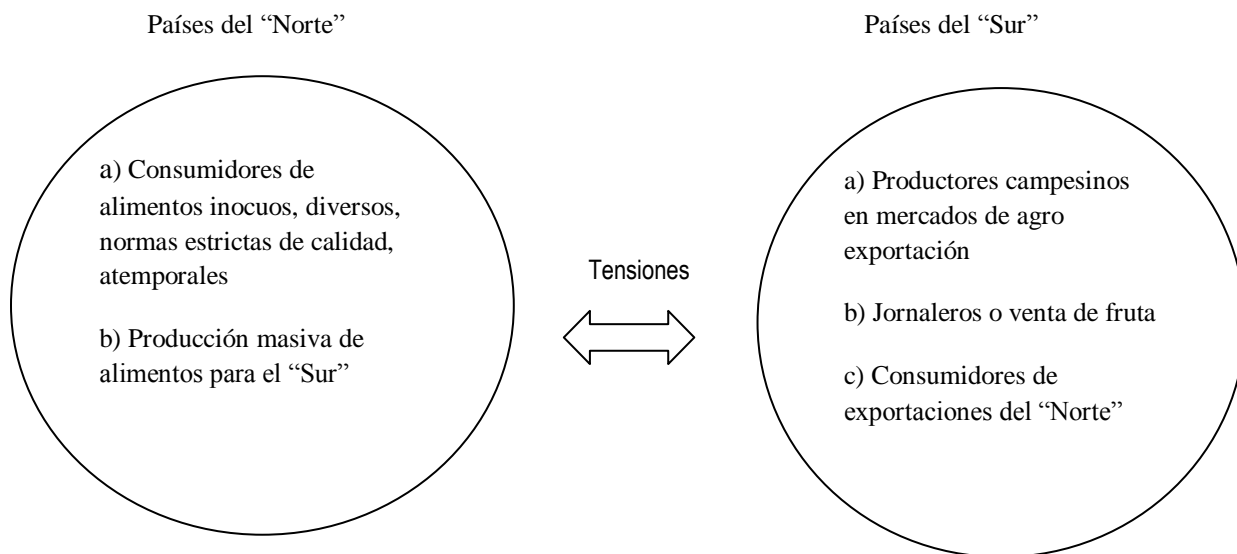 Países del “Norte”
Países del “Sur”
a) Consumidores de
alimentos inocuos, diversos,
normas estrictas de calidad,
atemporales
b) Producción masiva de
alimentos para el “Sur”
Tensiones
a) Productores campesinos
en mercados de agro
exportación
b) Jornaleros o venta de fruta
c) Consumidores de
exportaciones del “Norte”